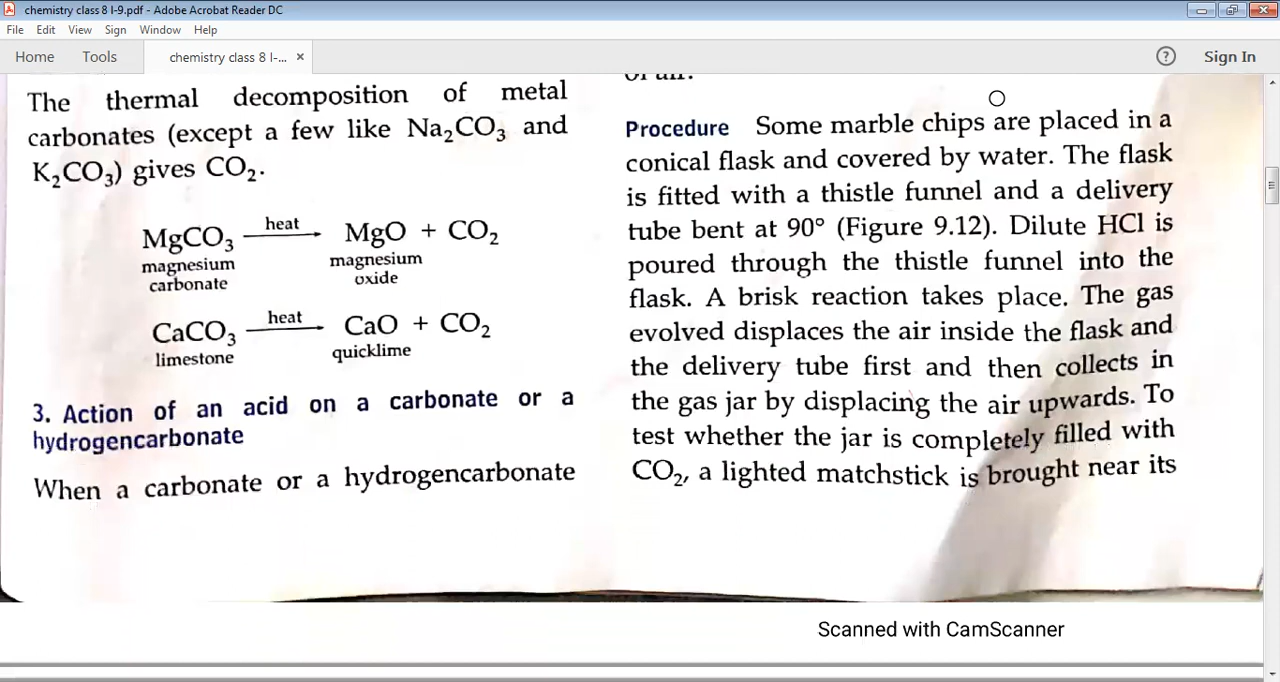 chemistry class 8 I-9.pdf - Adobe Acrobat Reader DC
File Edit View Sign Window Help
Home Tools chemistry class 8 I-... × ? Sign In
The thermal decomposition of metal
carbonates (except a few like Na₂CO₃ and
K₂CO₃) gives CO₂.
MgCO₃ heat MgO + CO₂
magnesium carbonate magnesium oxide
CaCO₃ heat CaO + CO₂
limestone quicklime
3. Action of an acid on a carbonate or a
hydrogencarbonate
When a carbonate or a hydrogencarbonate
of air.
Procedure Some marble chips are placed in a
conical flask and covered by water. The flask
is fitted with a thistle funnel and a delivery
tube bent at 90° (Figure 9.12). Dilute HCl is
poured through the thistle funnel into the
flask. A brisk reaction takes place. The gas
evolved displaces the air inside the flask and
the delivery tube first and then collects in
the gas jar by displacing the air upwards. To
test whether the jar is completely filled with
CO₂, a lighted matchstick is brought near its
Scanned with CamScanner